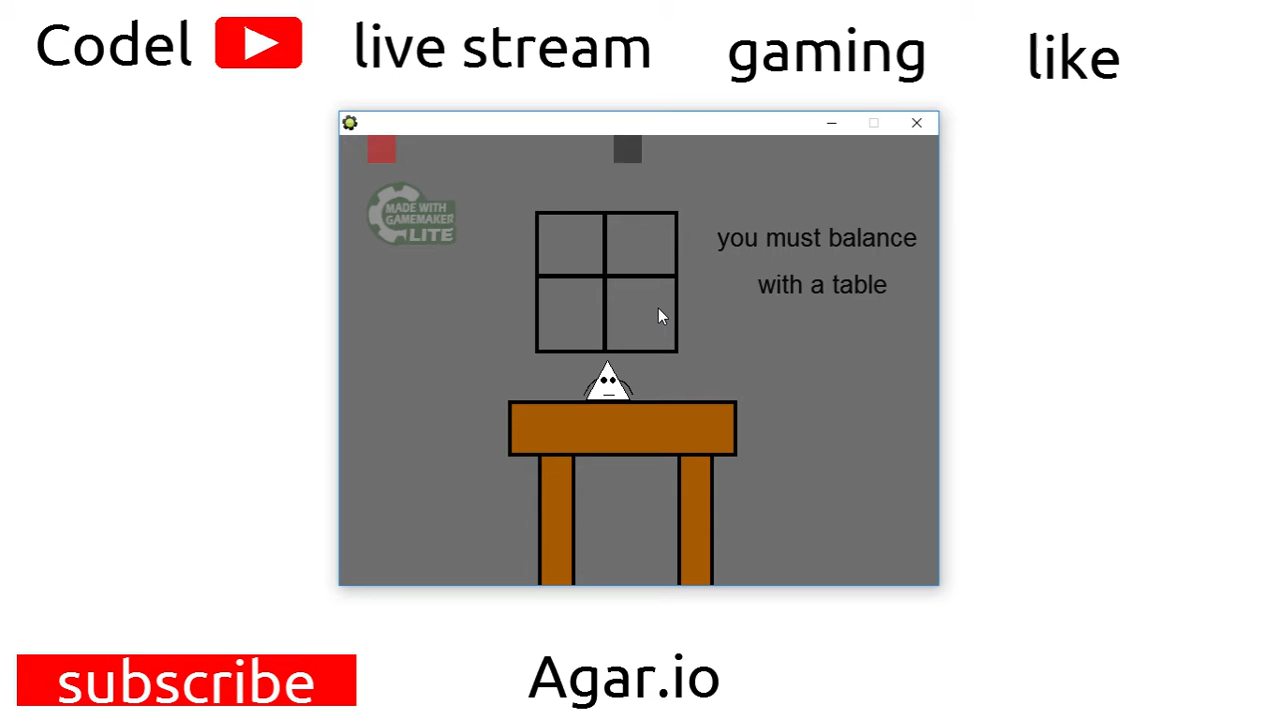 Codel
live stream
gaming
like
MADE WITH
GAMEMAKER
LITE
you must balance
with a table
subscribe
Agar.io